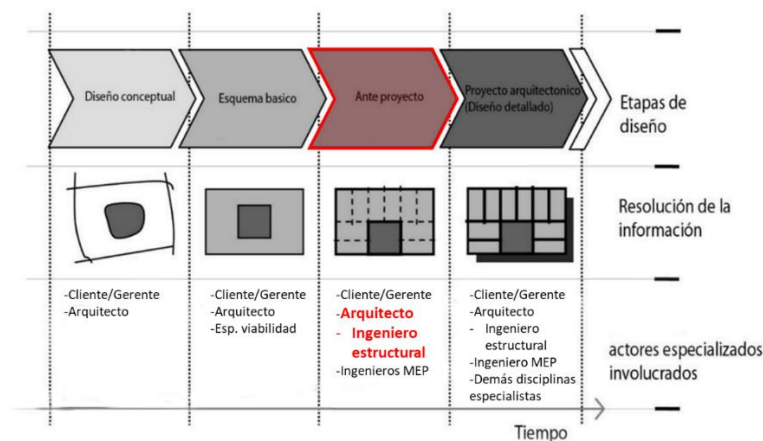 Diseño conceptual
Esquema basico
Ante proyecto
Proyecto arquitectonico
(Diseño detallado)
Etapas de
diseño
Resolución de la
información
-Cliente/Gerente
-Arquitecto
-Cliente/Gerente
-Arquitecto
-Esp. viabilidad
-Cliente/Gerente
-Arquitecto
- Ingeniero
estructural
-Ingenieros MEP
-Cliente/Gerente
-Arquitecto
- Ingeniero
estructural
-Ingeniero MEP
-Demás disciplinas
especialistas
actores especializados
involucrados
Tiempo